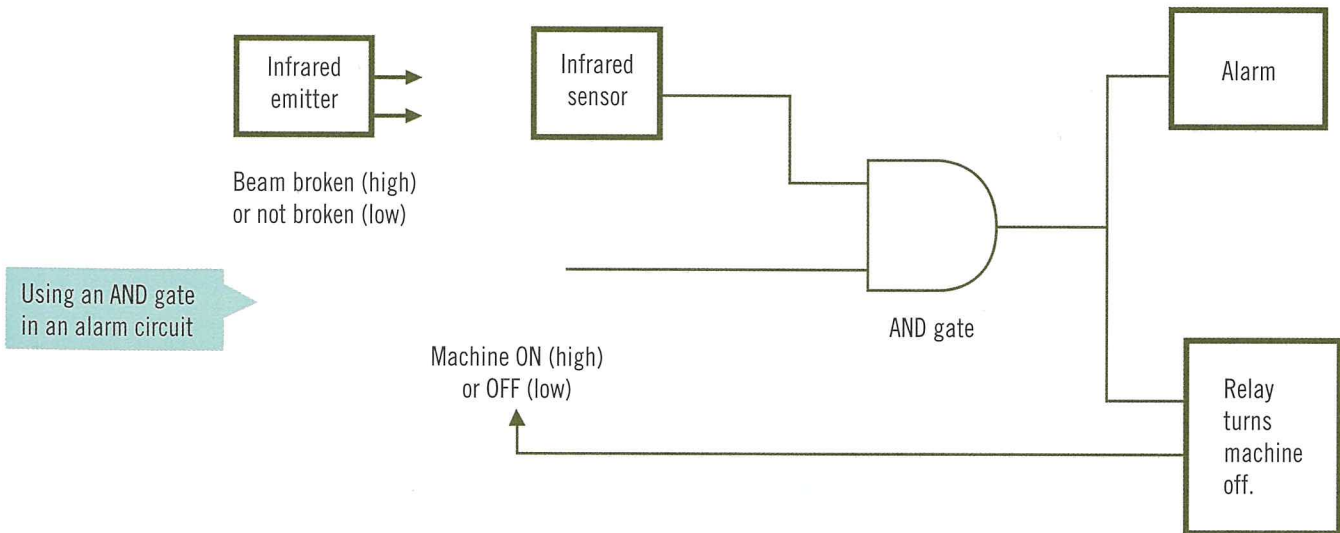 Infrared
emitter
Infrared
sensor
Alarm
Beam broken (high)
or not broken (low)
Using an AND gate
in an alarm circuit
AND gate
Machine ON (high)
or OFF (low)
Relay
turns
machine
off.